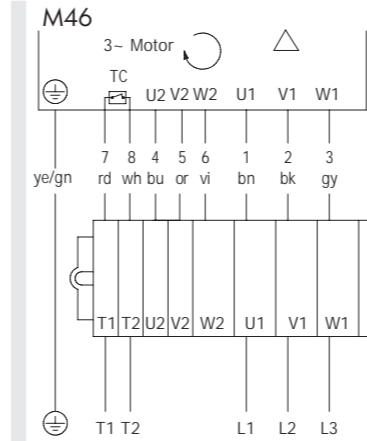 M46
3~ Motor
TC
U2 V2 W2 U1 V1 W1
7 8 4 5 6 1 2 3
ye/gn rd wh bu or vi bn bk gy
T1 T2 U2 V2 W2 U1 V1 W1
T1 T2 L1 L2 L3